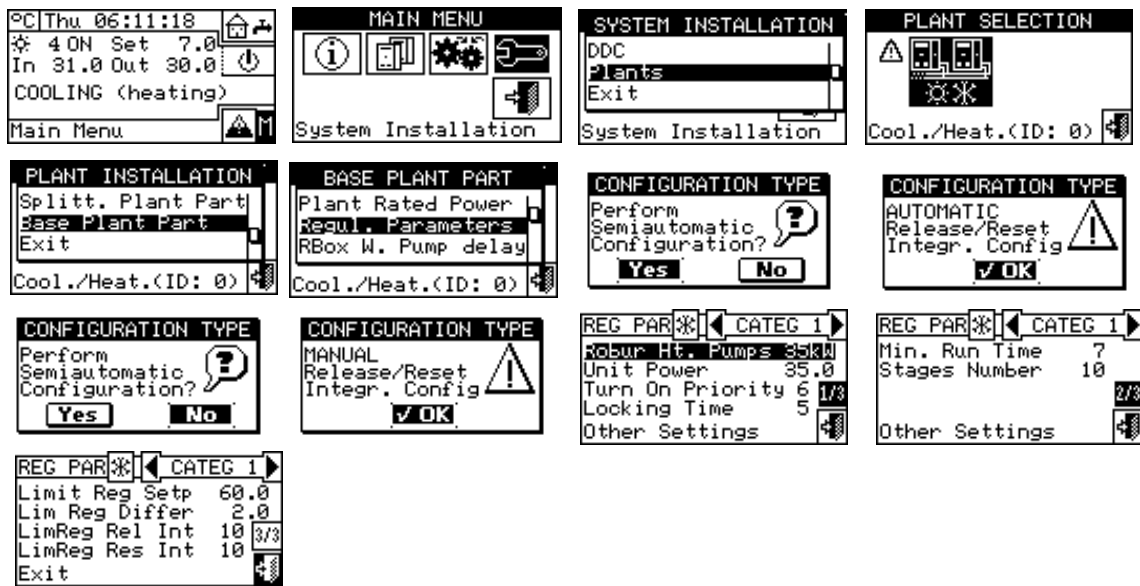 ºC Thu 06:11:18
4 ON Set 7.0
In 31.0 Out 30.0
COOLING (heating)
Main Menu M
MAIN MENU
System Installation
SYSTEM INSTALLATION
DDC
Plants
Exit
System Installation
PLANT SELECTION
Cool./Heat.(ID: 0)
PLANT INSTALLATION
Splitt. Plant Part
Base Plant Part
Exit
Cool./Heat.(ID: 0)
BASE PLANT PART
Plant Rated Power
Regul. Parameters
RBox W. Pump delay
Cool./Heat.(ID: 0)
CONFIGURATION TYPE
Perform
Semiautomatic
Configuration?
Yes No
CONFIGURATION TYPE
AUTOMATIC
Release/Reset
Integr. Config
√ OK
CONFIGURATION TYPE
Perform
Semiautomatic
Configuration?
Yes No
CONFIGURATION TYPE
MANUAL
Release/Reset
Integr. Config
√ OK
REG PAR CATEG 1
Robur Ht. Pumps 35kW
Unit Power 35.0
Turn On Priority 6 1/3
Locking Time 5
Other Settings
REG PAR CATEG 1
Min. Run Time 7
Stages Number 10
2/3
Other Settings
REG PAR CATEG 1
Limit Reg Setp 60.0
Lim Reg Differ 2.0
LimReg Rel Int 10 3/3
LimReg Res Int 10
Exit